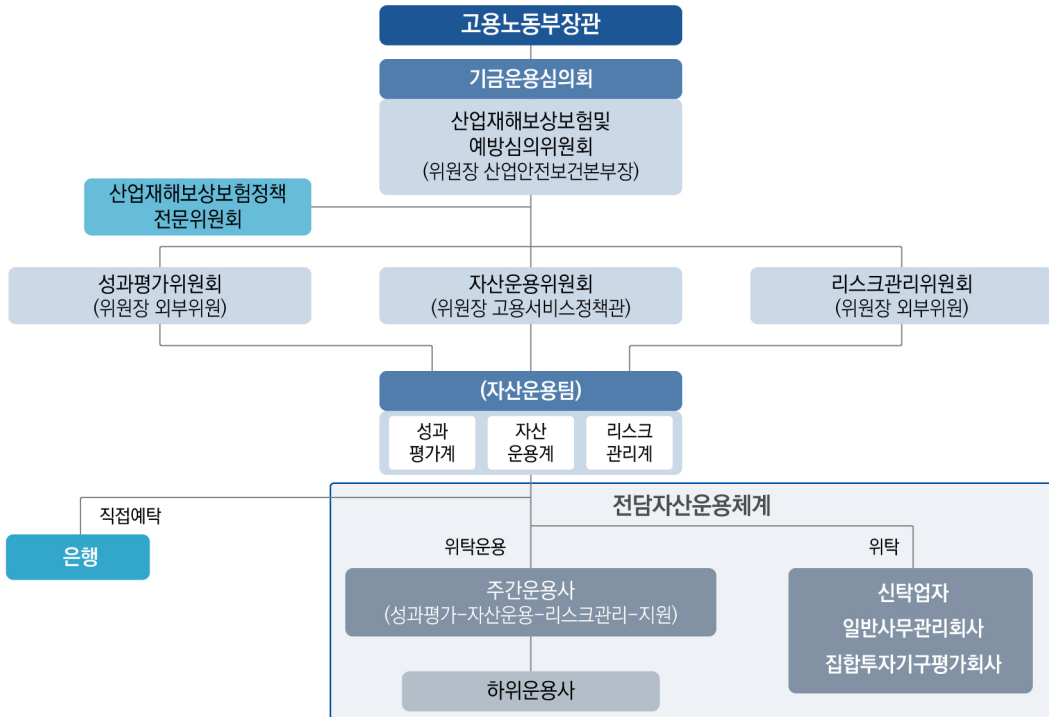 고용노동부장관
기금운용심의회
산업재해보상보험및
예방심의위원회
(위원장 산업안전보건본부장)
산업재해보상보험정책
전문위원회
성과평가위원회
(위원장 외부위원)
자산운용위원회
(위원장 고용서비스정책관)
리스크관리위원회
(위원장 외부위원)
(자산운용팀)
성과
평가계
자산
운용계
리스크
관리계
전담자산운용체계
직접예탁
은행
위탁운용
주간운용사
(성과평가-자산운용-리스크관리-지원)
하위운용사
위탁
신탁업자
일반사무관리회사
집합투자기구평가회사